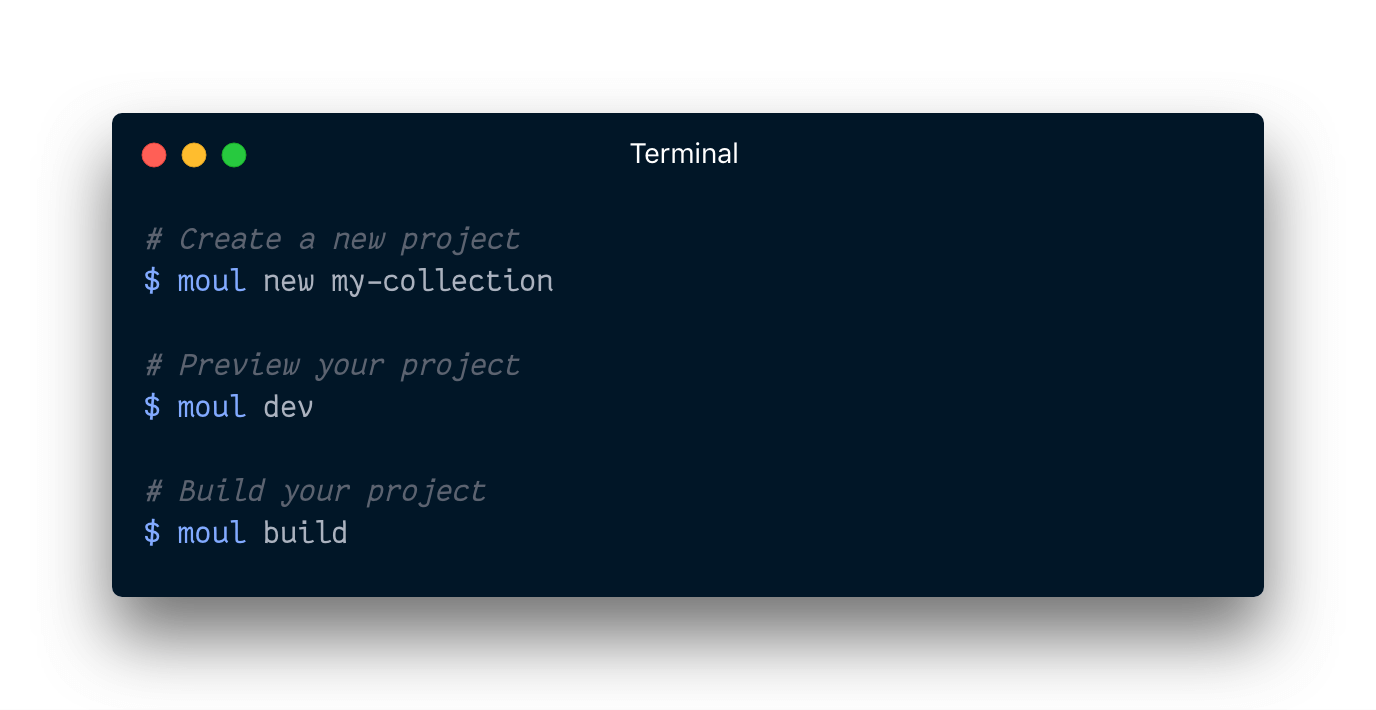 Terminal
# Create a new project
$ moul new my-collection
# Preview your project
$ moul dev
# Build your project
$ moul build